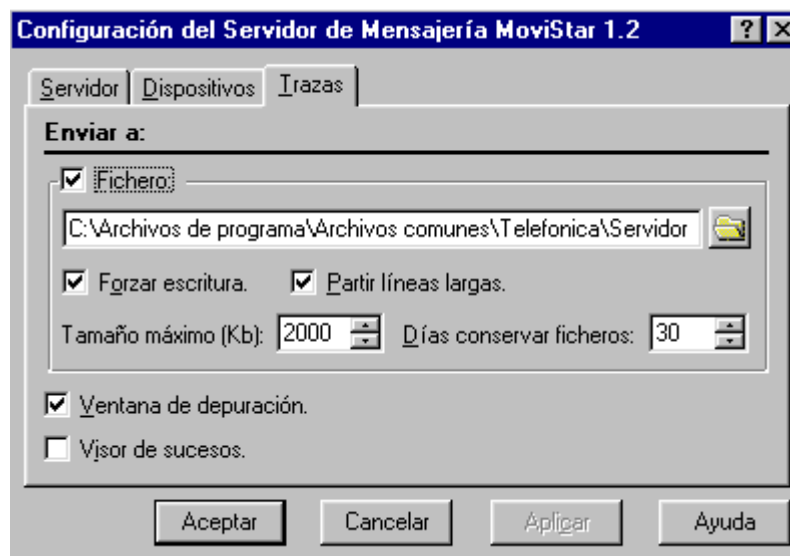 Configuración del Servidor de Mensajería MoviStar 1.2
Servidor Dispositivos Trazas
Enviar a:
Fichero:
C:\Archivos de programa\Archivos comunes\Telefonica\Servidor
Forzar escritura. Partir líneas largas.
Tamaño máximo (Kb): 2000 Días conservar ficheros: 30
Ventana de depuración.
Visor de sucesos.
Aceptar Cancelar Aplicar Ayuda